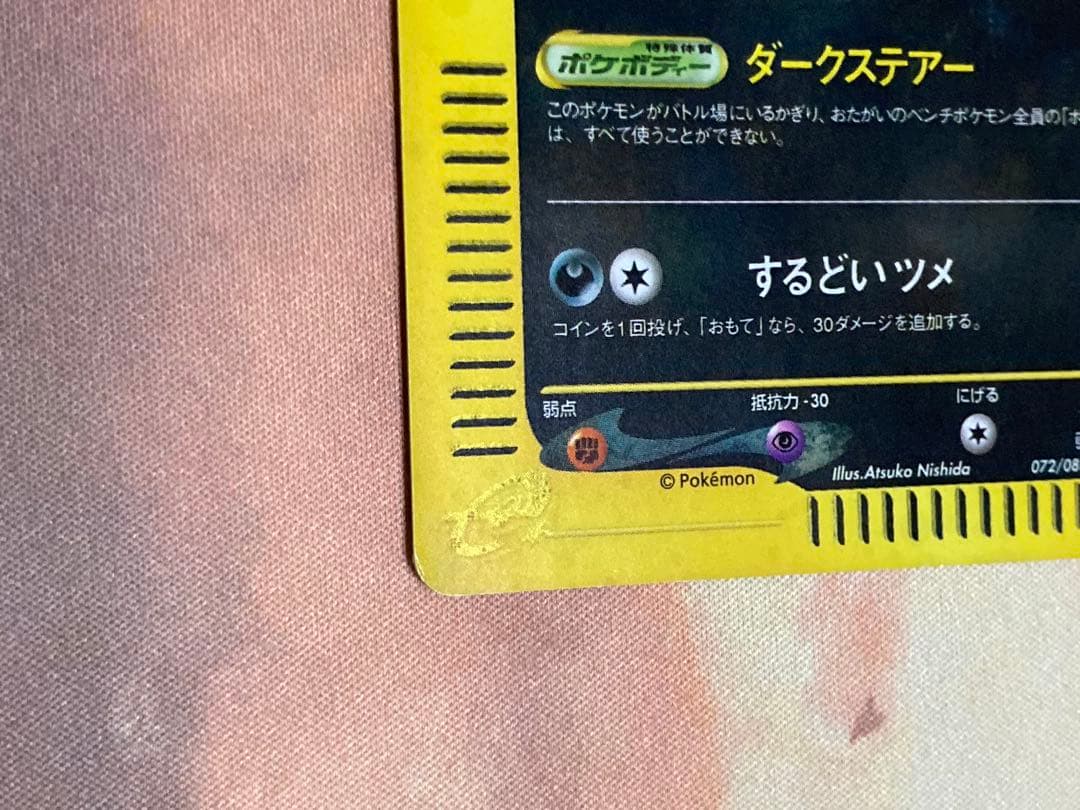 特殊体質
ポケボディー
ダークステアー
このポケモンがバトル場にいるかぎり、おたがいのベンチポケモン全員の「ポ
は、すべて使うことができない。
するどいツメ
コインを1回投げ、「おもて」なら、30ダメージを追加する。
弱点
抵抗力 -30
にげる
Illus.Atsuko Nishida
072/08
© Pokémon